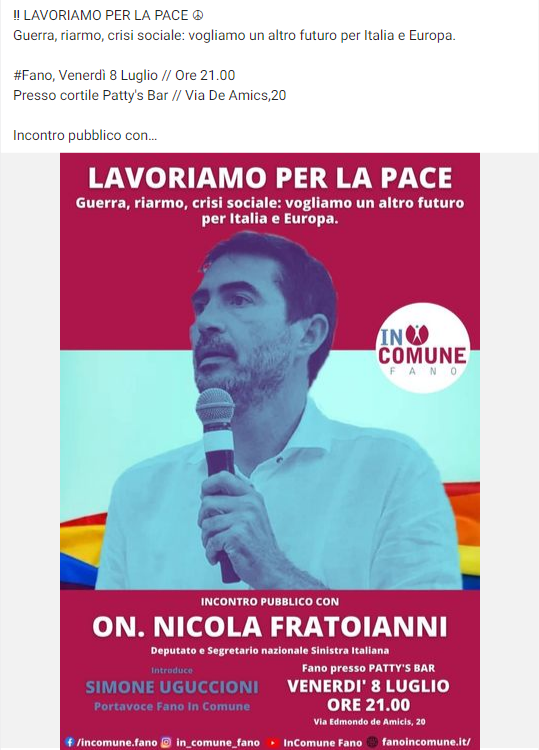 ‼ LAVORIAMO PER LA PACE ☮
Guerra, riarmo, crisi sociale: vogliamo un altro futuro per Italia e Europa.
#Fano, Venerdì 8 Luglio // Ore 21.00
Presso cortile Patty's Bar // Via De Amics,20
Incontro pubblico con...
LAVORIAMO PER LA PACE
Guerra, riarmo, crisi sociale: vogliamo un altro futuro
per Italia e Europa.
IN
COMUNE
FANO
INCONTRO PUBBLICO CON
ON. NICOLA FRATOIANNI
Deputato e Segretario nazionale Sinistra Italiana
Introduce
SIMONE UGUCCIONI
Portavoce Fano In Comune
Fano presso PATTY'S BAR
VENERDI' 8 LUGLIO
ORE 21.00
Via Edmondo de Amicis, 20
/incomune.fano in_comune_fano InComune Fano fanoincomune.it/